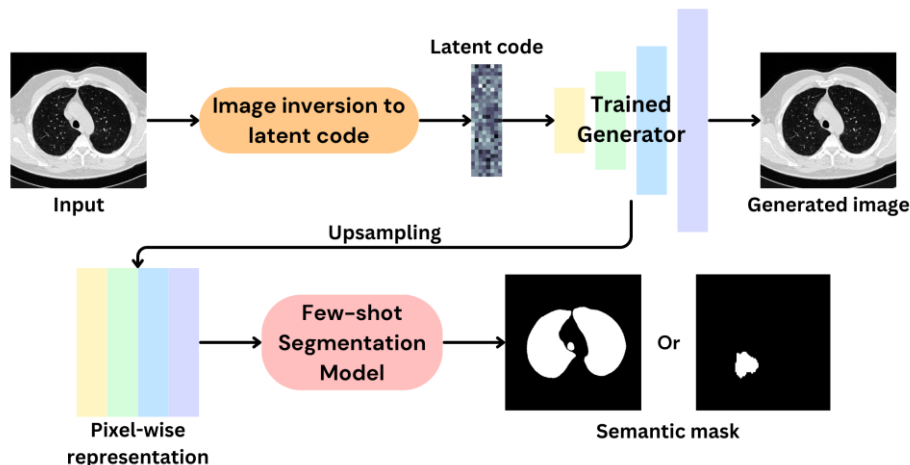 Latent code
Image inversion to
latent code
Trained
Generator
Input
Generated image
Upsampling
Few-shot
Segmentation
Model
Or
Pixel-wise
representation
Semantic mask